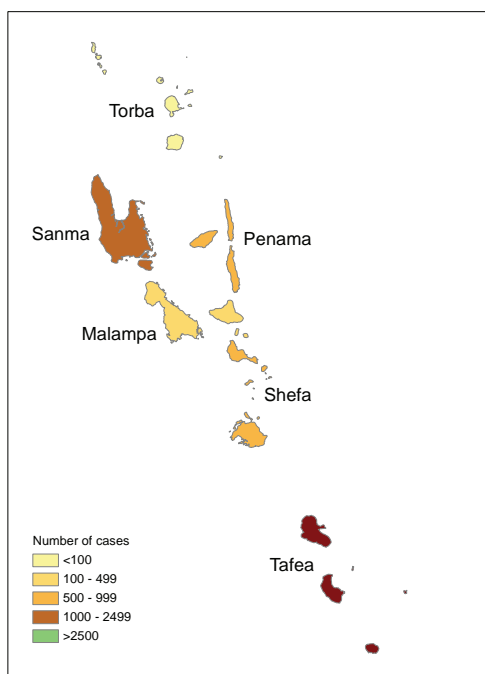 Torba
Sanma
Penama
Malampa
Shefa
Tafea
Number of cases
<100
100 - 499
500 - 999
1000 - 2499
>2500